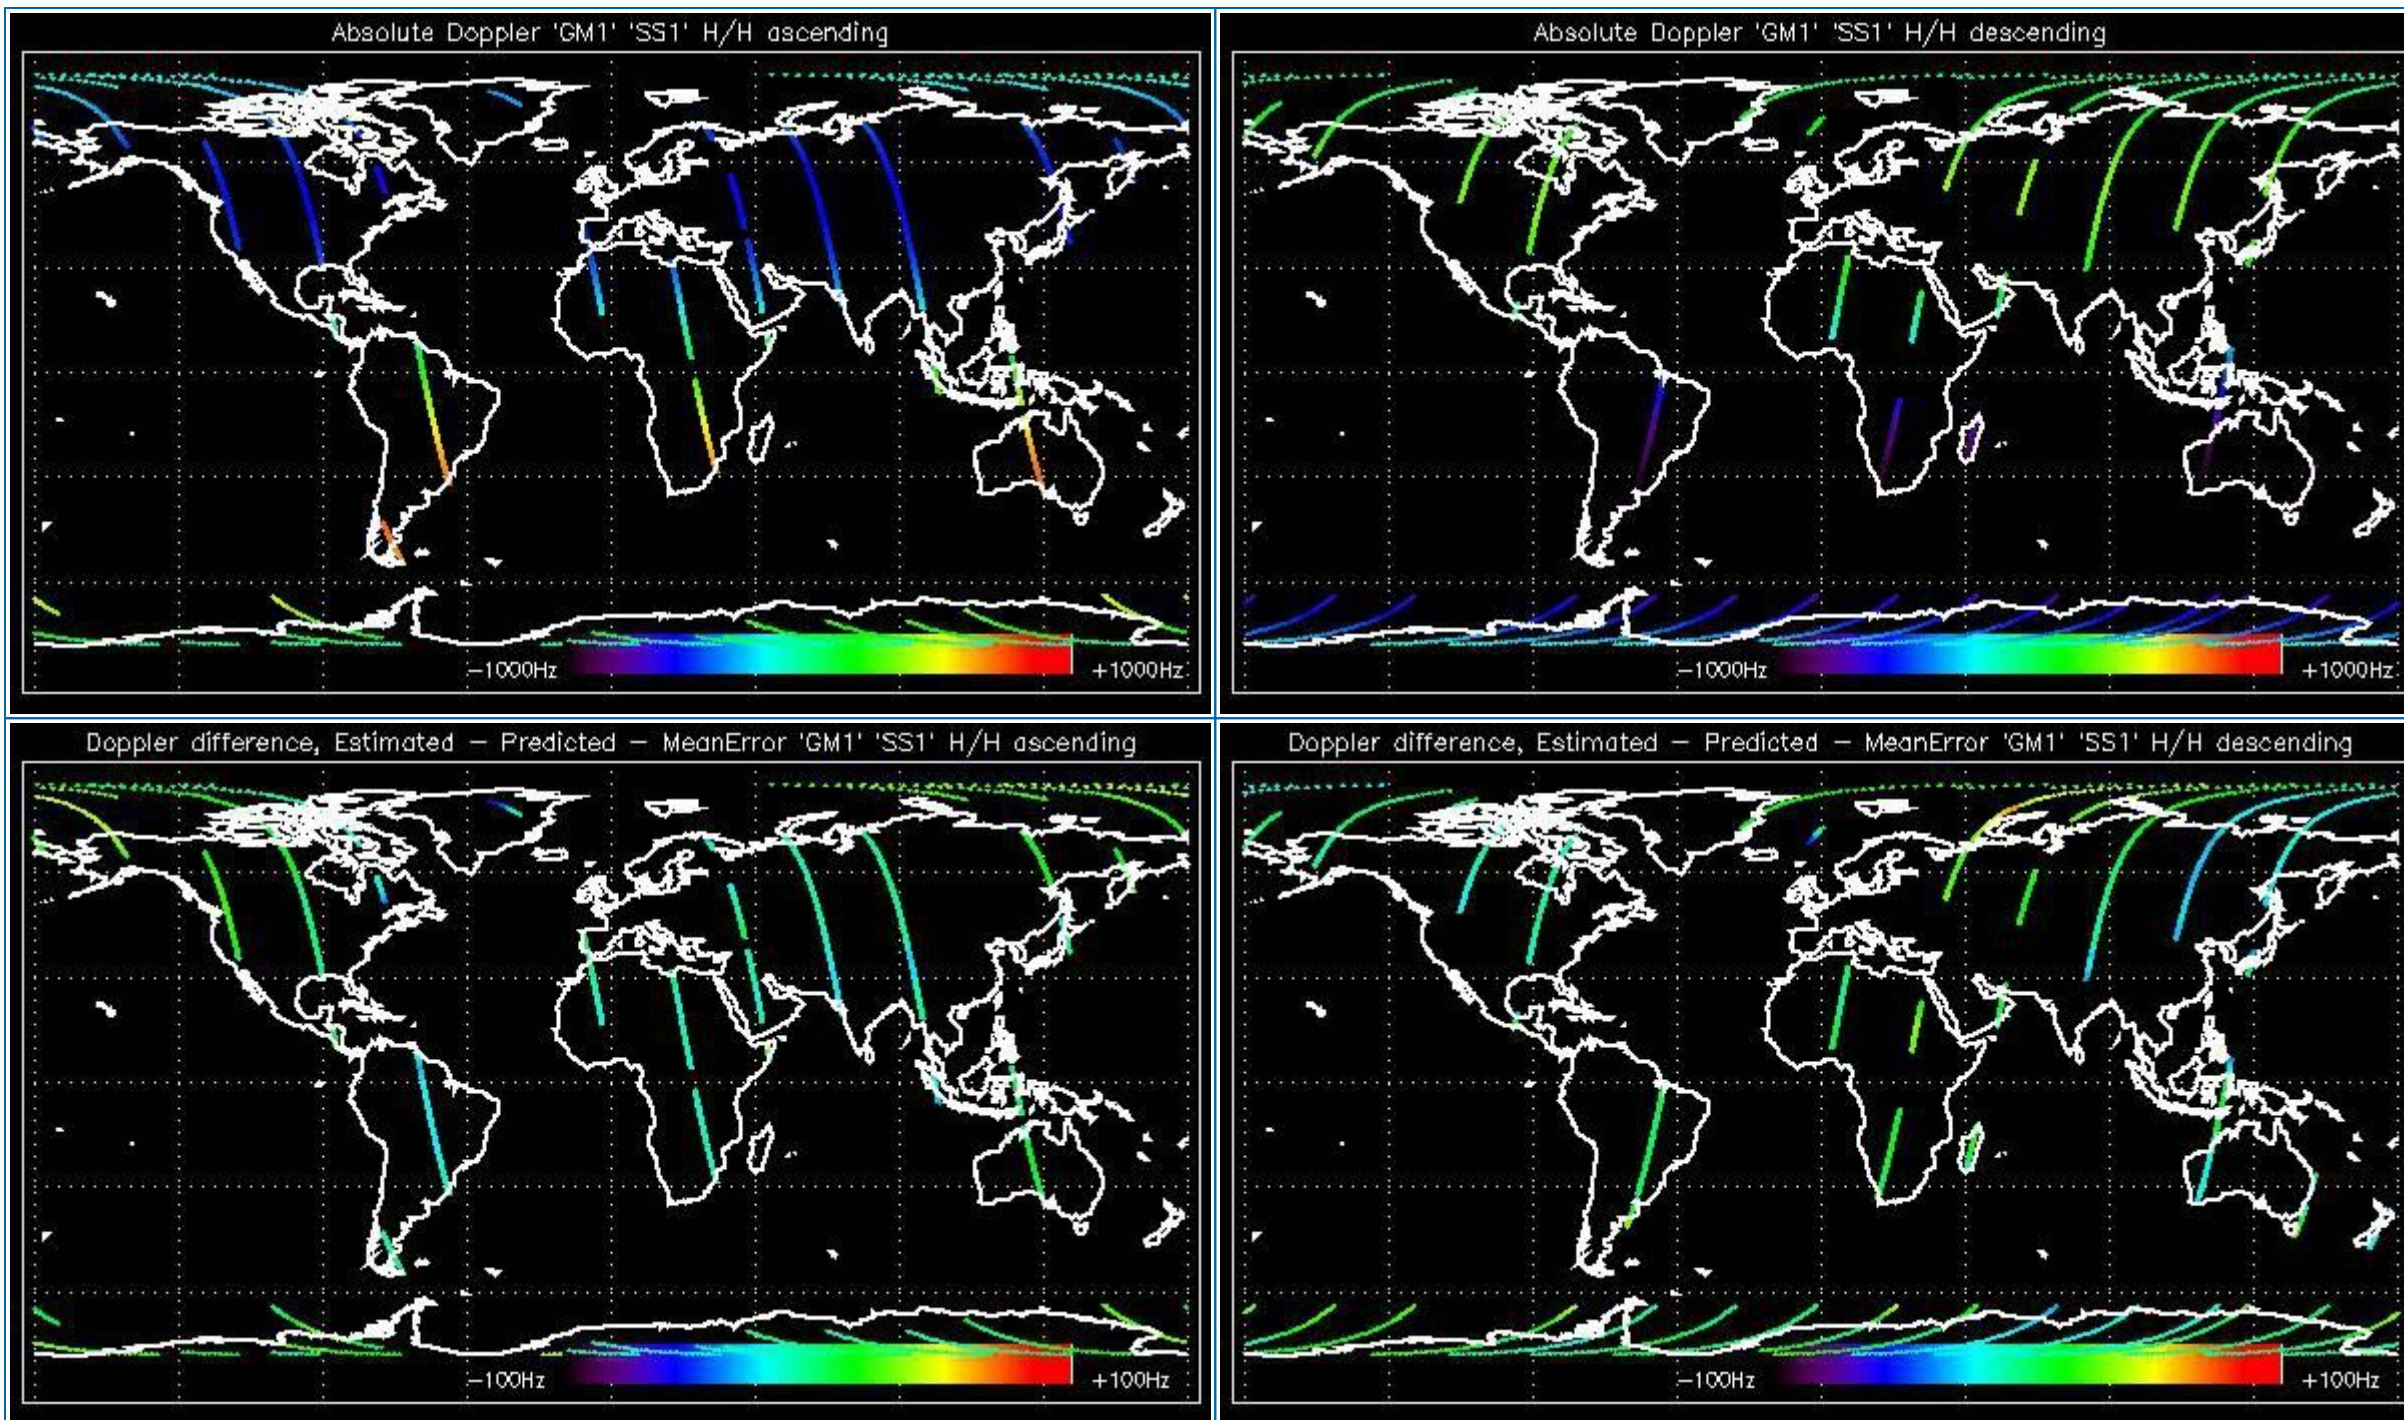 Absolute Doppler 'GM1' 'SS1' H/H ascending
-1000Hz
+1000Hz
Absolute Doppler 'GM1' 'SS1' H/H descending
-1000Hz
+1000Hz
Doppler difference, Estimated - Predicted - MeanError 'GM1' 'SS1' H/H ascending
-100Hz
+100Hz
Doppler difference, Estimated - Predicted - MeanError 'GM1' 'SS1' H/H descending
-100Hz
+100Hz